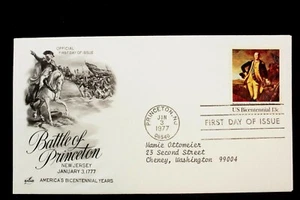 OFFICIAL
FIRST DAY OF ISSUE
Battle of
Princeton
NEW JERSEY
JANUARY 3, 1777
AMERICA'S BICENTENNIAL YEARS
PRINCETON, NJ
JAN
3
1977
08540
US Bicentennial 13c
FIRST DAY OF ISSUE
Mamie Ottomeier
23 Second Street
Cheney, Washington 99004